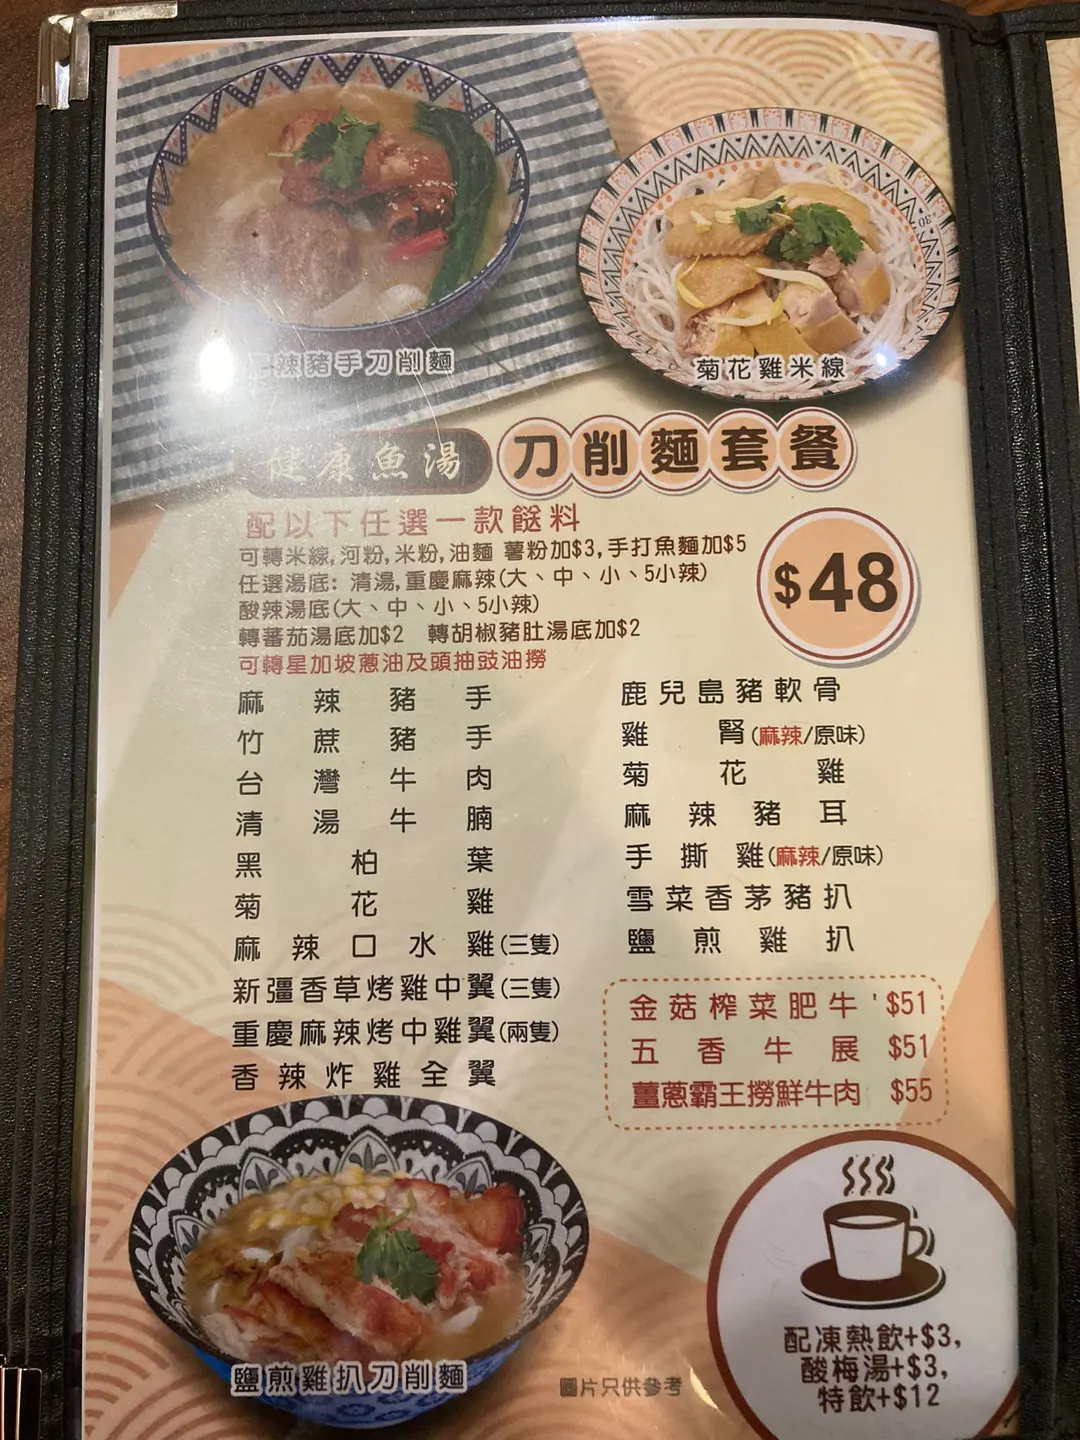 辣豬手刀削麵
菊花雞米線
健康魚湯 刀削麵套餐
配以下任選一款餸料
可轉米線,河粉,米粉,油麵 薯粉加$3,手打魚麵加$5
任選湯底: 清湯,重慶麻辣(大、中、小、5小辣)
酸辣湯底(大、中、小、5小辣)
轉蕃茄湯底加$2 轉胡椒豬肚湯底加$2
可轉星加坡蔥油及頭抽豉油撈
$48
麻辣豬手
竹蔗豬手
台灣牛肉
清湯牛腩
黑柏葉
菊花雞
麻辣口水雞(三隻)
新疆香草烤雞中翼(三隻)
重慶麻辣烤中雞翼(兩隻)
香辣炸雞全翼
鹿兒島豬軟骨
雞腎(麻辣/原味)
菊花雞
麻辣豬耳
手撕雞(麻辣/原味)
雪菜香茅豬扒
鹽煎雞扒
金菇榨菜肥牛 $51
五香牛展 $51
薑蔥霸王撈鮮牛肉 $55
鹽煎雞扒刀削麵
圖片只供參考
配凍熱飲+$3,
酸梅湯+$3,
特飲+$12